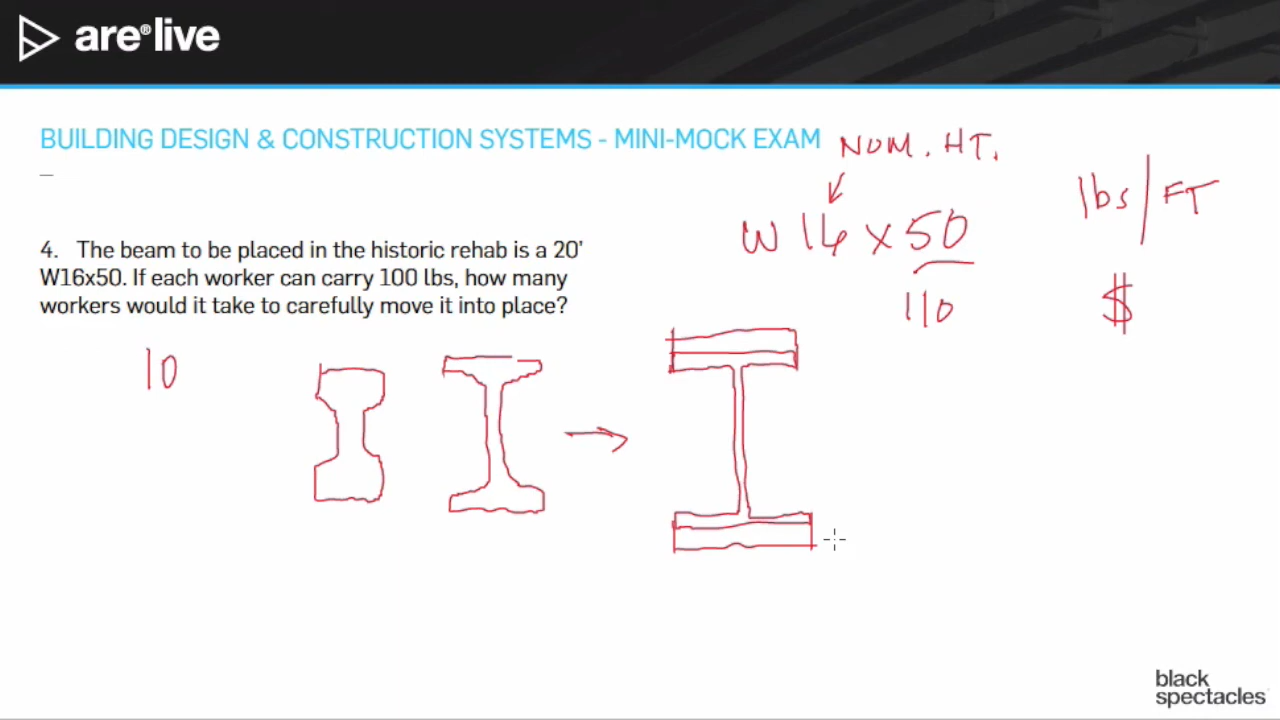 are®live
BUILDING DESIGN & CONSTRUCTION SYSTEMS - MINI-MOCK EXAM
NOM. HT.
lbs/FT
W 16 x 50
4. The beam to be placed in the historic rehab is a 20'
W16x50. If each worker can carry 100 lbs, how many
workers would it take to carefully move it into place?
110
$
10
black
spectacles